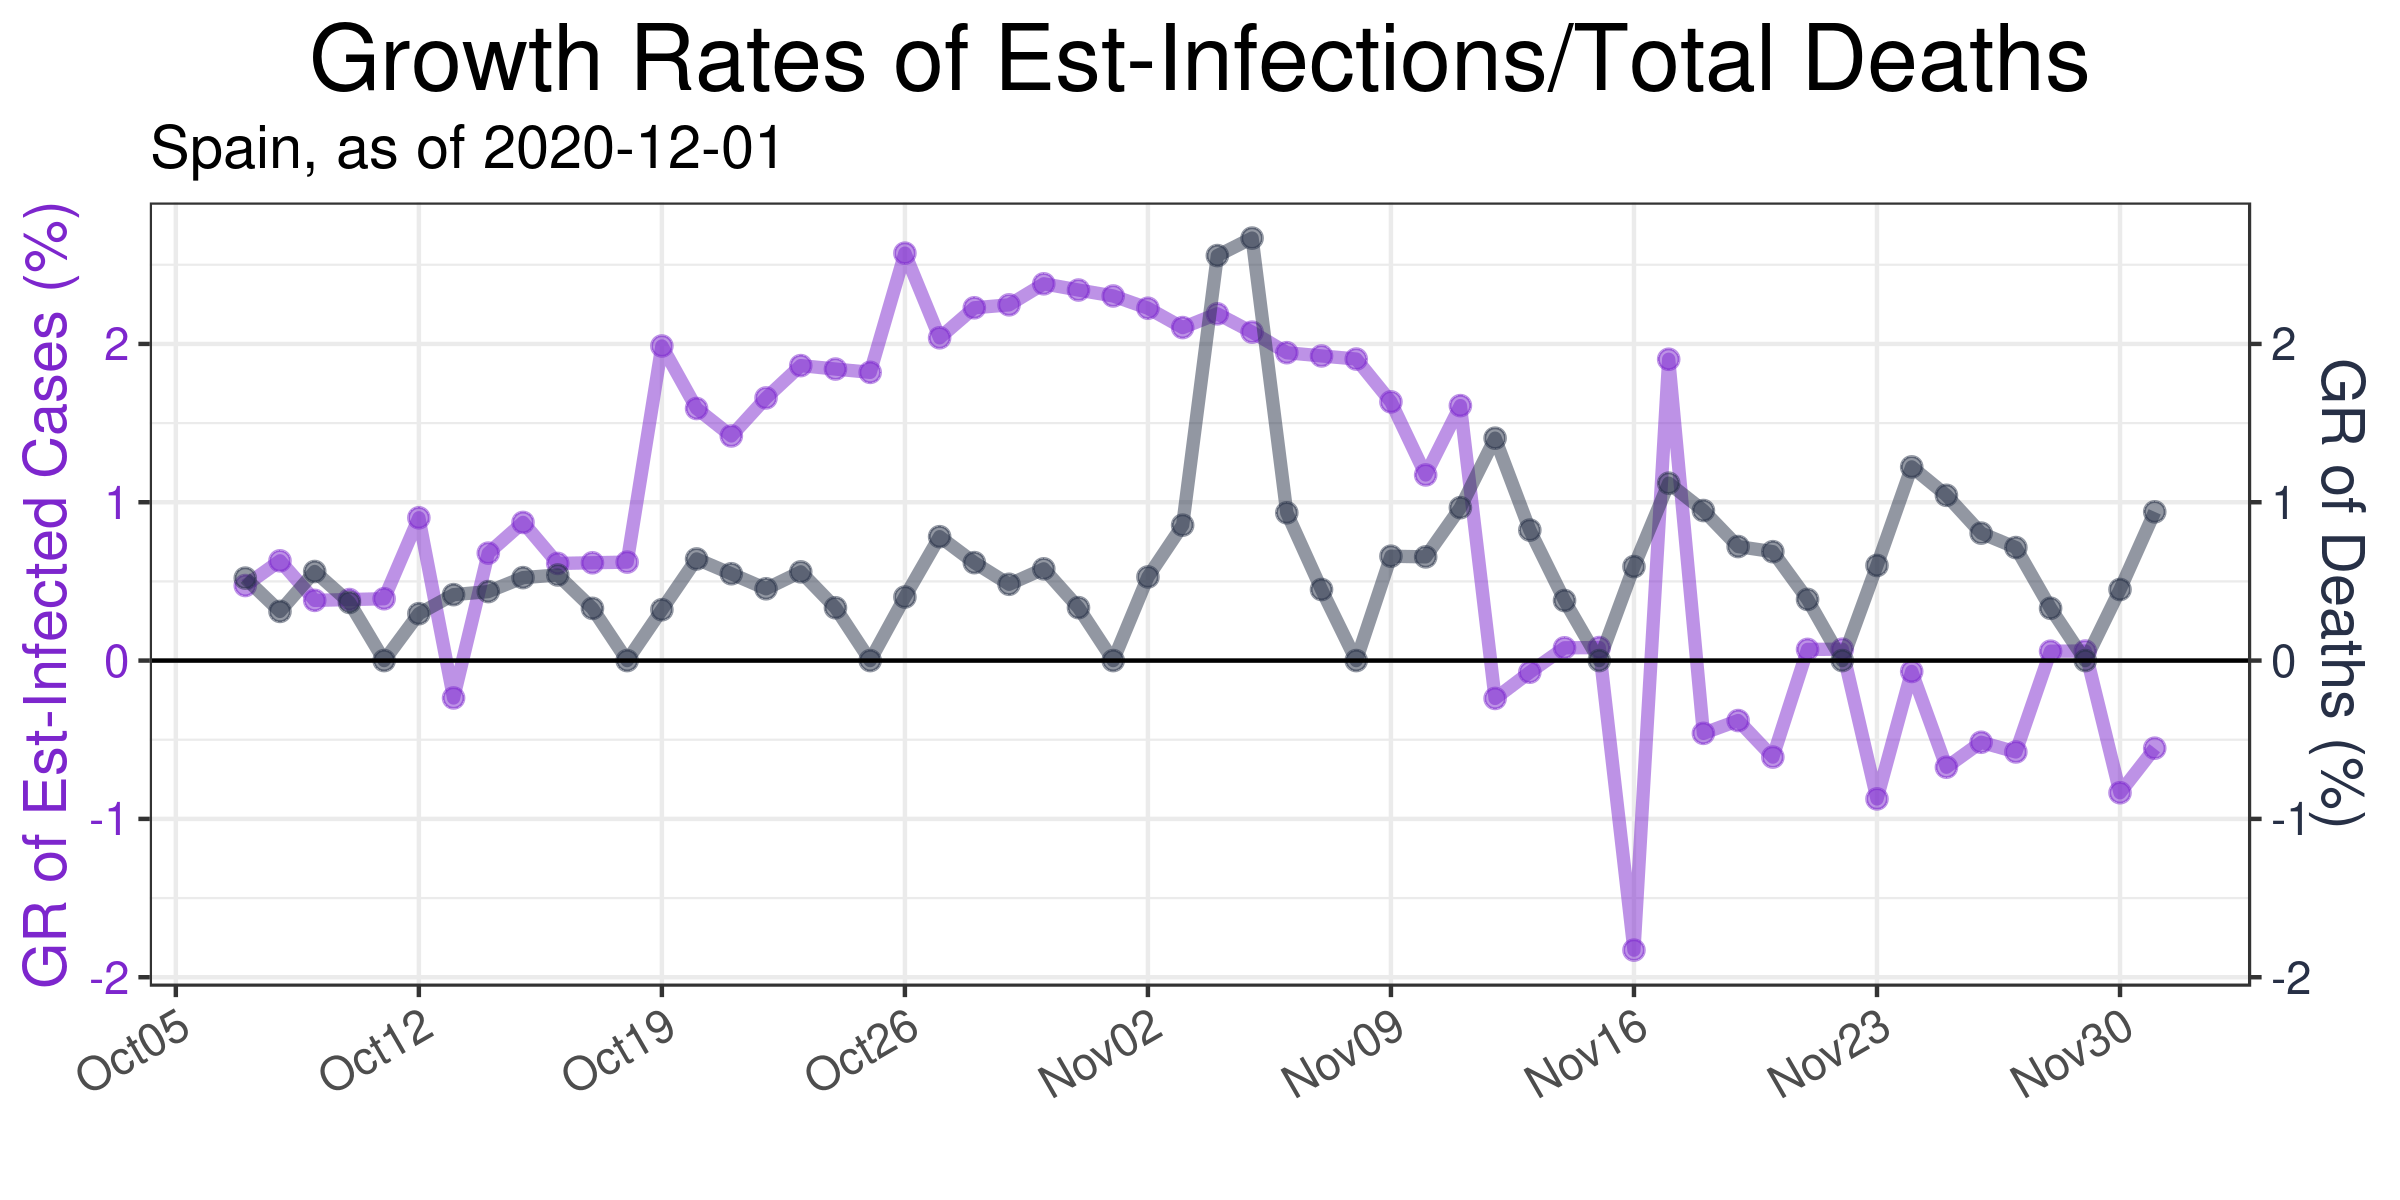 Growth Rates of Est-Infections/Total Deaths
Spain, as of 2020-12-01
GR of Est-Infected Cases (%)
2
1
0
-1
-2
2
1
0
-1
-2
GR of Deaths (%)
Oct05
Oct12
Oct19
Oct26
Nov02
Nov09
Nov16
Nov23
Nov30